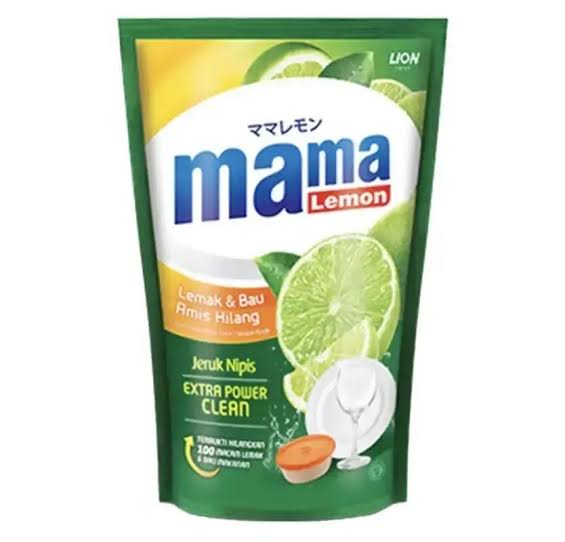 LION
ママレモン
mama
Lemon
Lemak & Bau
Amis Hilang
Jeruk Nipis
EXTRA POWER
CLEAN
TERBUKTI HILANGKAN
100 MACAM LEMAK
& BAU MAKANAN